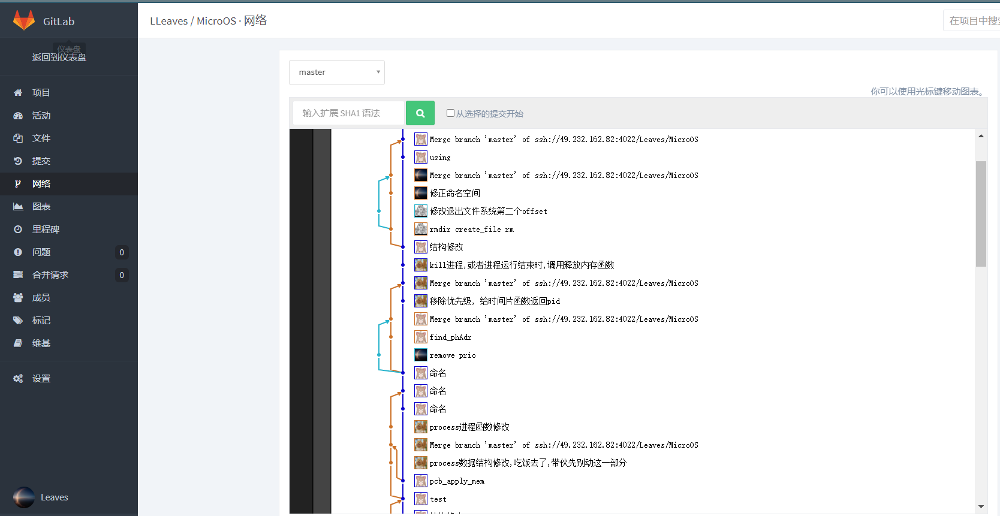 GitLab
LLeaves / MicroOS · 网络
在项目中搜索
仪表盘
返回到仪表盘
master
你可以使用光标键移动图表。
项目
活动
文件
提交
网络
图表
里程碑
问题 0
合并请求 0
成员
标记
维基
设置
Leaves
输入扩展 SHA1 语法
从选择的提交开始
Merge branch 'master' of ssh://49.232.162.82:4022/Leaves/MicroOS
using
Merge branch 'master' of ssh://49.232.162.82:4022/Leaves/MicroOS
修正命名空间
修改退出文件系统第二个offset
rmdir create_file rm
结构修改
kill进程,或者进程运行结束时,调用释放内存函数
Merge branch 'master' of ssh://49.232.162.82:4022/Leaves/MicroOS
移除优先级，给时间片函数返回pid
Merge branch 'master' of ssh://49.232.162.82:4022/Leaves/MicroOS
find_phAdr
remove prio
命名
命名
命名
process进程函数修改
Merge branch 'master' of ssh://49.232.162.82:4022/Leaves/MicroOS
process数据结构修改,吃饭去了,带伙先别动这一部分
pcb_apply_mem
test